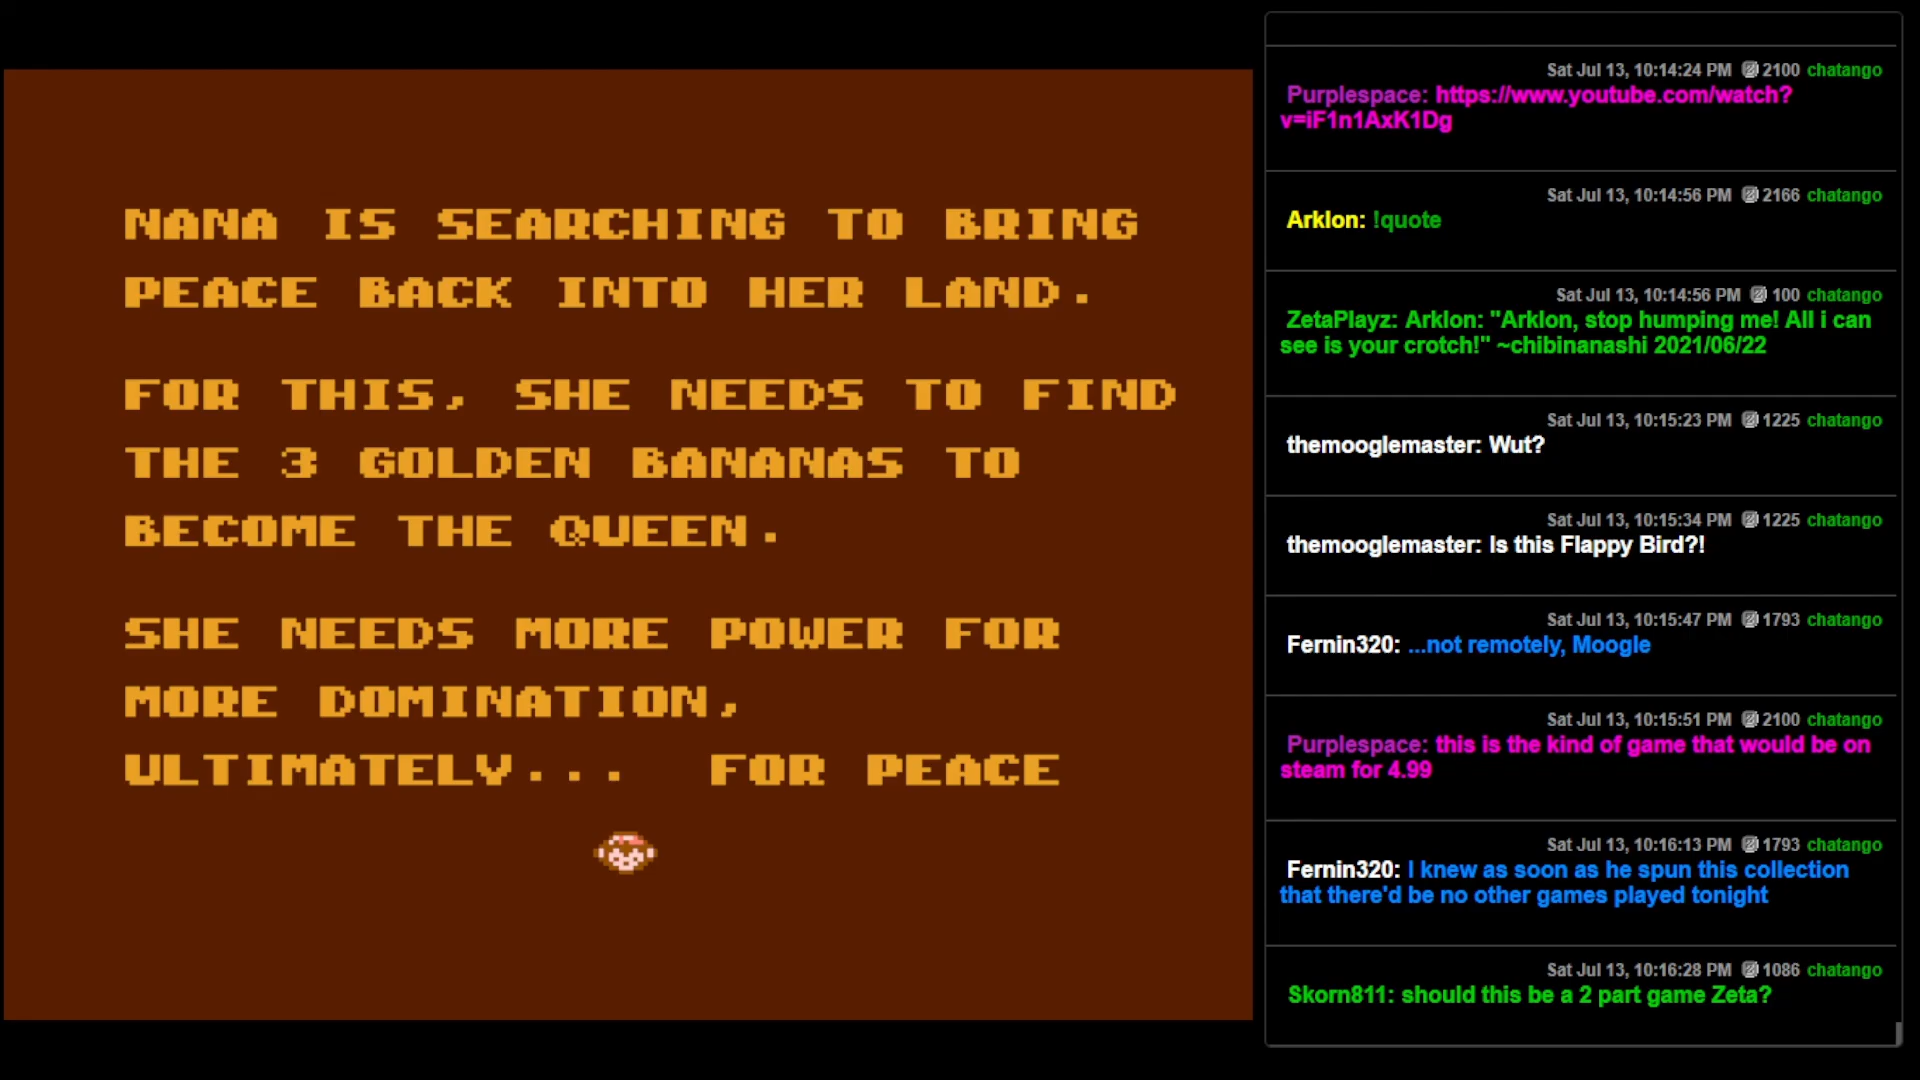 NANA IS SEARCHING TO BRING
PEACE BACK INTO HER LAND.
FOR THIS, SHE NEEDS TO FIND
THE 3 GOLDEN BANANAS TO
BECOME THE QUEEN.
SHE NEEDS MORE POWER FOR
MORE DOMINATION,
ULTIMATELY... FOR PEACE
Sat Jul 13, 10:14:24 PM 2100 chatango
Purplespace: https://www.youtube.com/watch?
v=iF1n1AxK1Dg
Sat Jul 13, 10:14:56 PM 2166 chatango
Arklon: !quote
Sat Jul 13, 10:14:56 PM 100 chatango
ZetaPlayz: Arklon: "Arklon, stop humping me! All i can
see is your crotch!" ~chibinanashi 2021/06/22
Sat Jul 13, 10:15:23 PM 1225 chatango
themooglemaster: Wut?
Sat Jul 13, 10:15:34 PM 1225 chatango
themooglemaster: Is this Flappy Bird?!
Sat Jul 13, 10:15:47 PM 1793 chatango
Fernin320: ...not remotely, Moogle
Sat Jul 13, 10:15:51 PM 2100 chatango
Purplespace: this is the kind of game that would be on
steam for 4.99
Sat Jul 13, 10:16:13 PM 1793 chatango
Fernin320: I knew as soon as he spun this collection
that there'd be no other games played tonight
Sat Jul 13, 10:16:28 PM 1086 chatango
Skorn811: should this be a 2 part game Zeta?